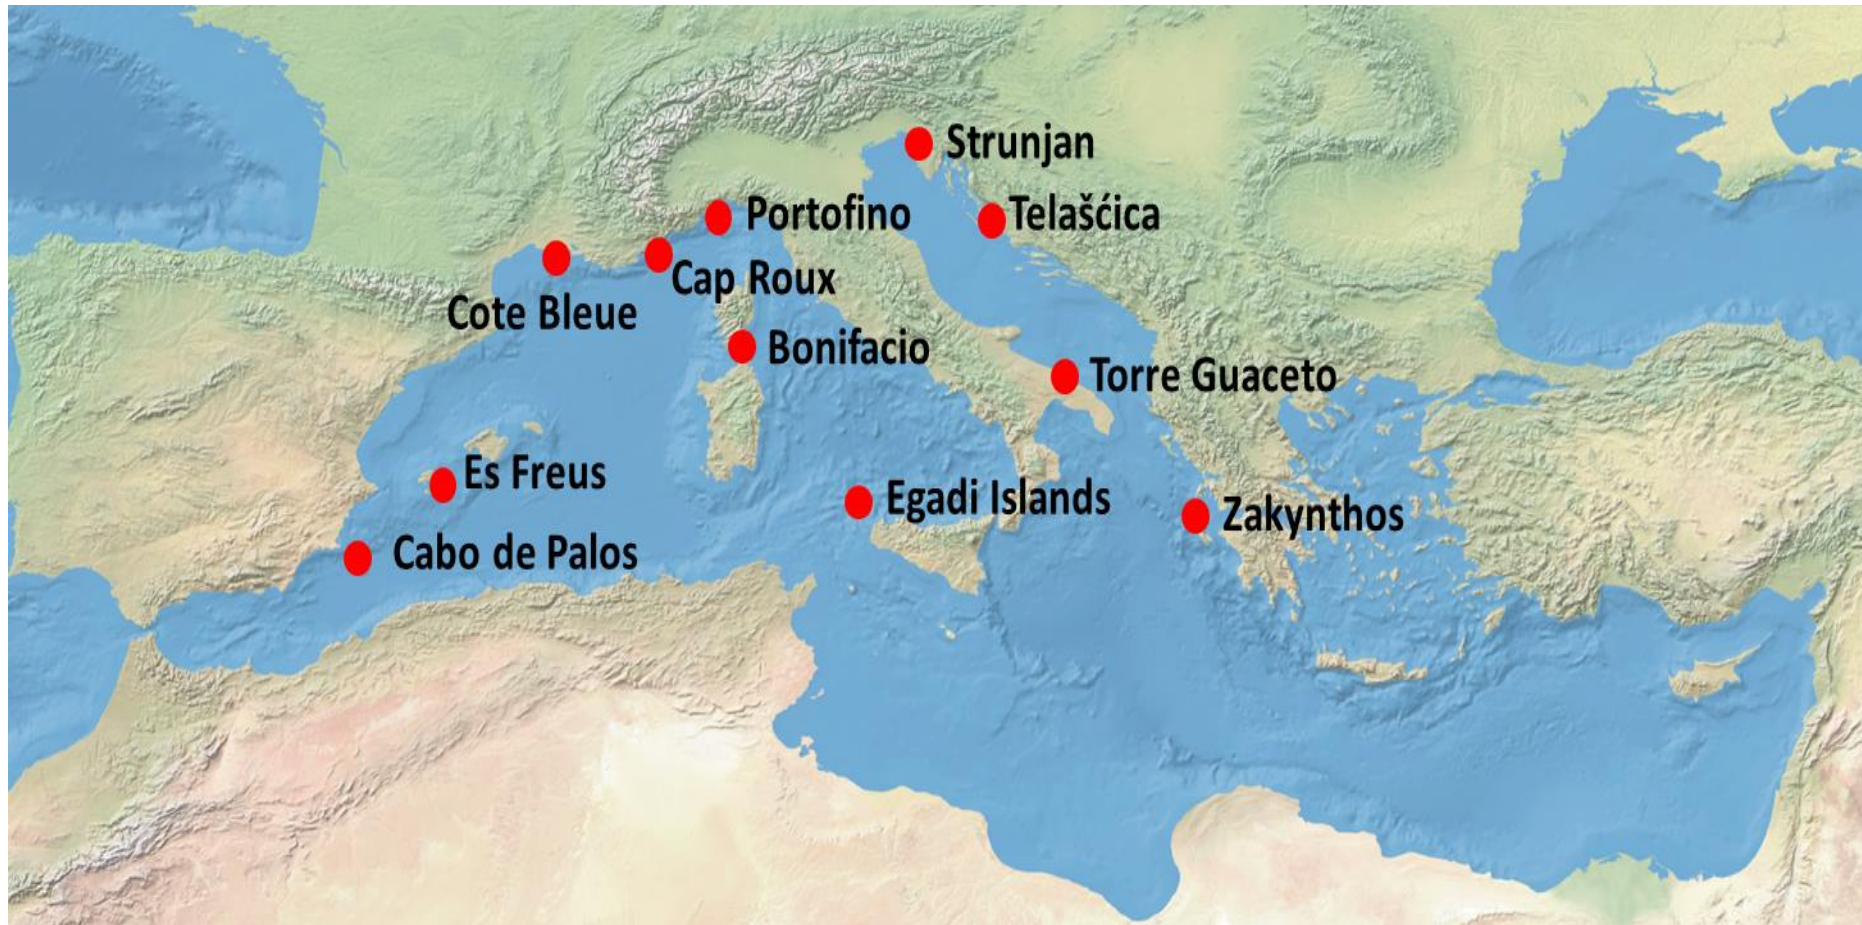 Strunjan
Portofino
Telašćica
Cap Roux
Cote Bleue
Bonifacio
Torre Guaceto
Es Freus
Egadi Islands
Zakynthos
Cabo de Palos